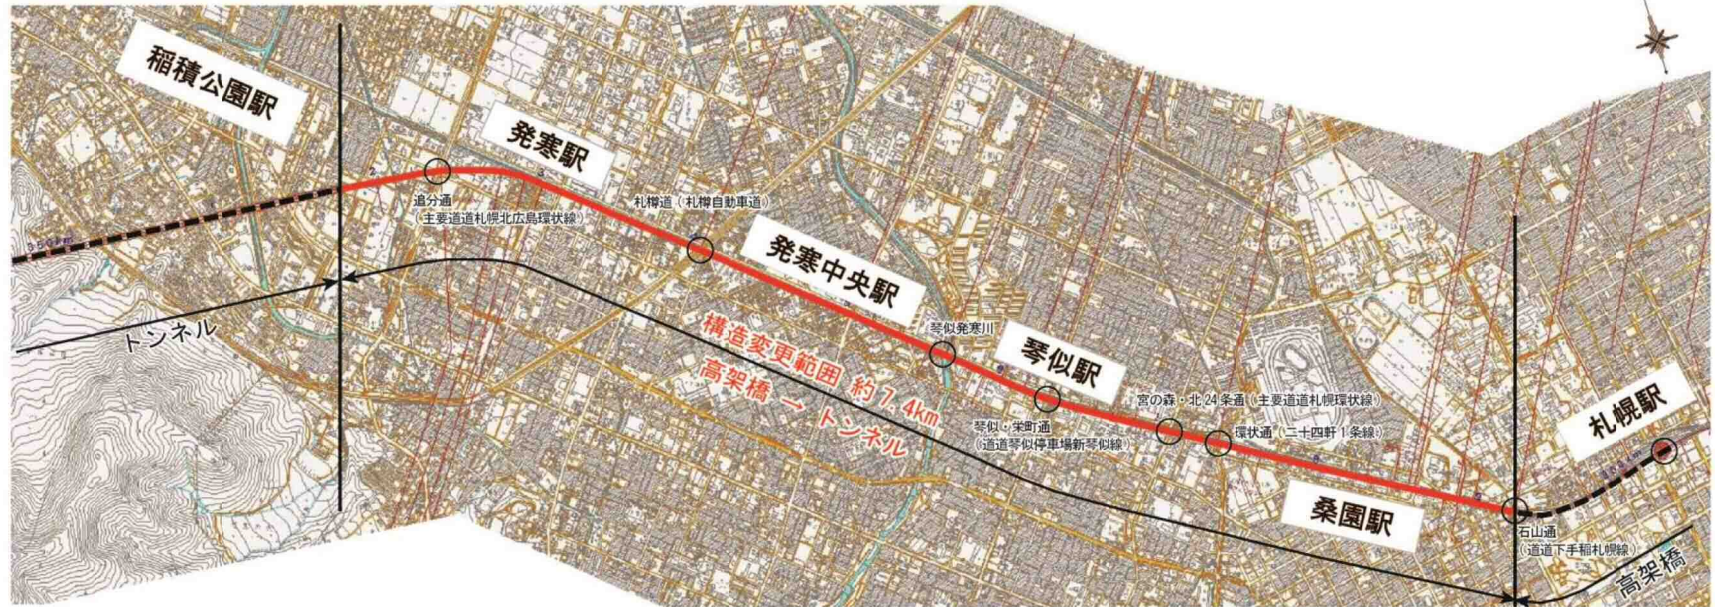 稲積公園駅
発寒駅
追分通
(主要道道札幌北広島環状線)
札樽道(札樽自動車道)
発寒中央駅
琴似発寒川
琴似駅
宮の森・北24条通(主要道道札幌環状線)
琴似・栄町通
(道道琴似停車場新琴似線)
環状通(二十四軒1条線)
札幌駅
桑園駅
石山通
(道道下手稲札幌線)
トンネル
構造変更範囲 約7.4km
高架橋 → トンネル
高架橋